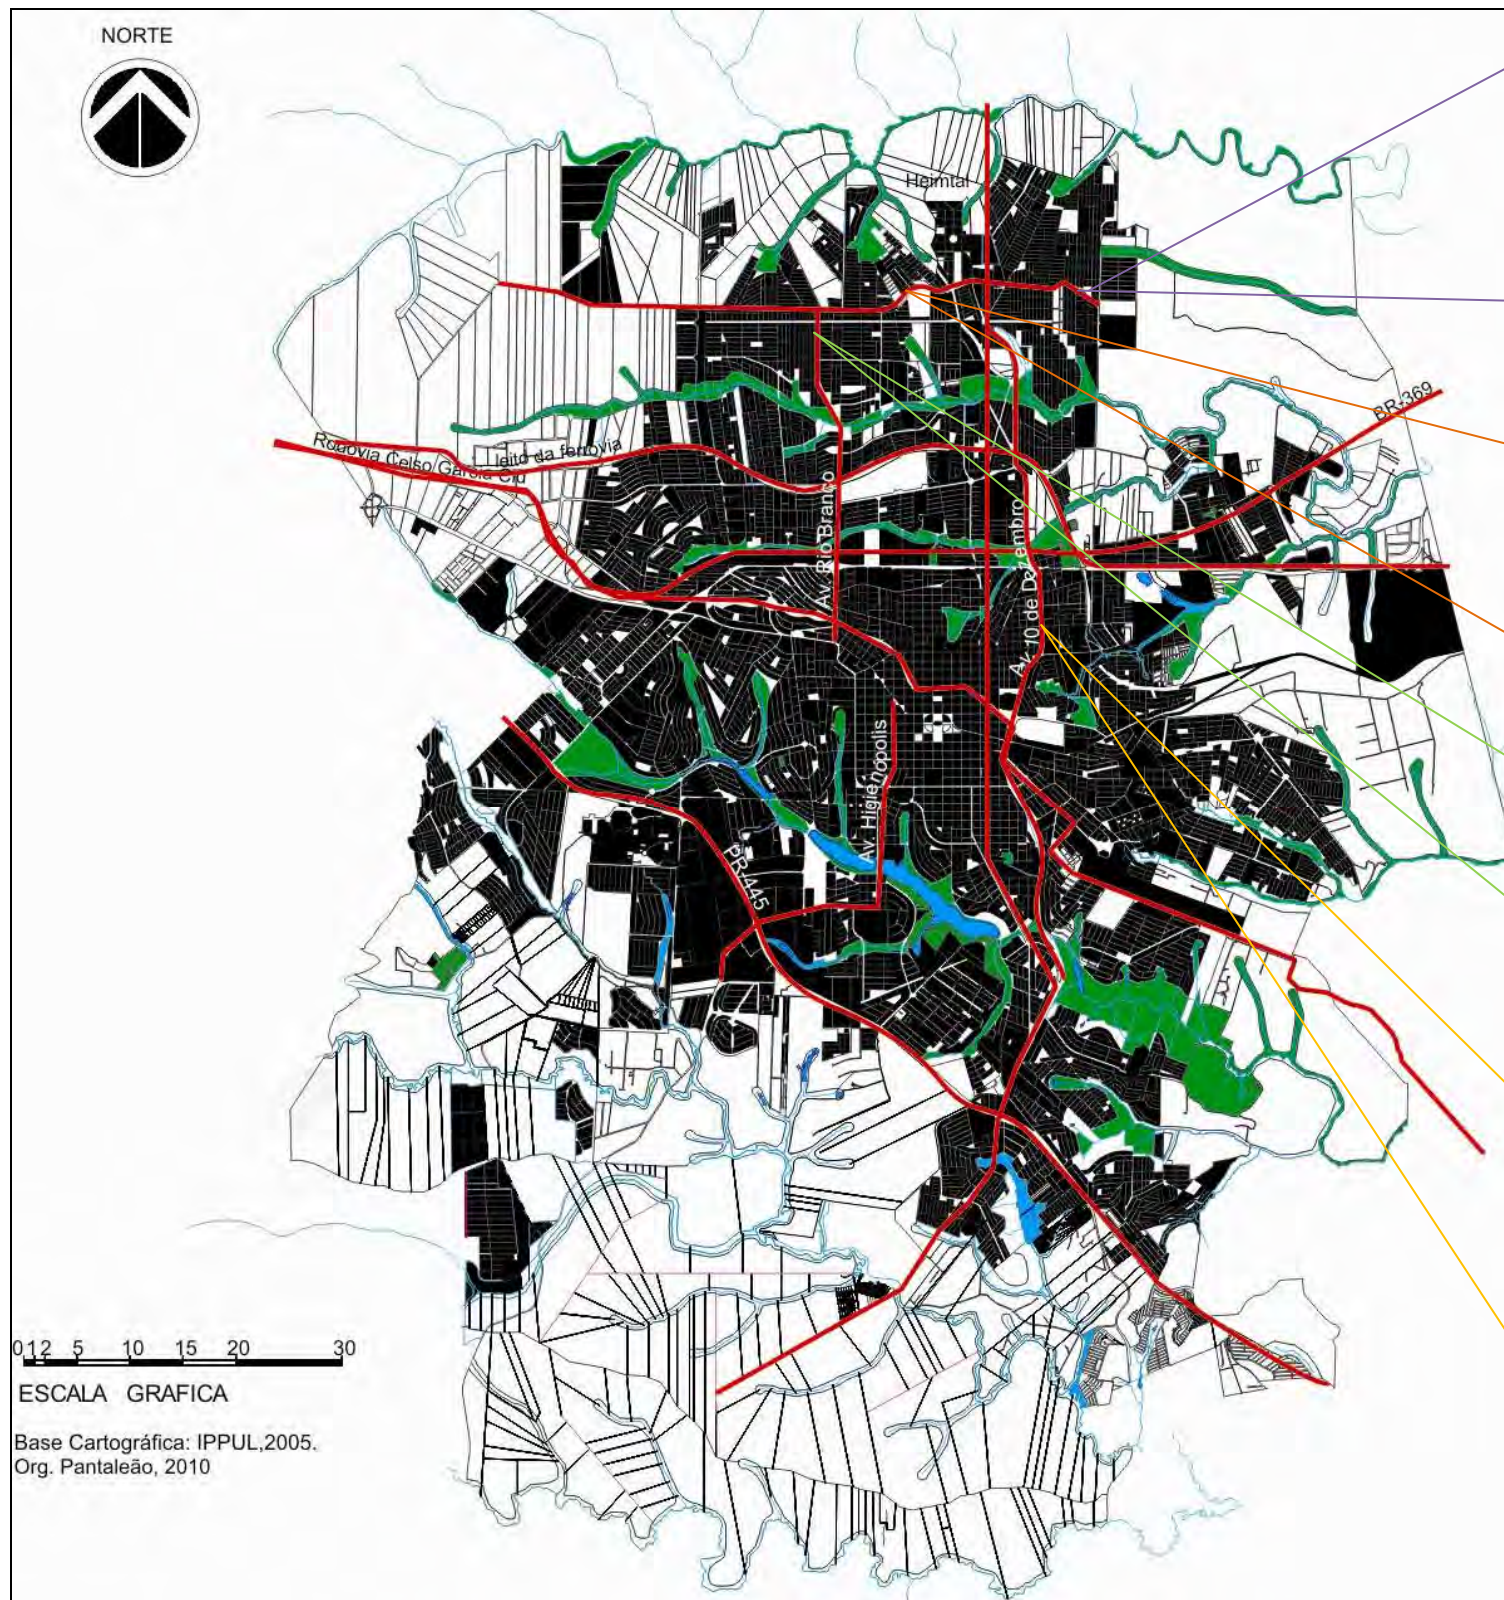 NORTE
Heimtal
BR-369
Rodovia Celso Garcia Cid
leito da ferrovia
Av. Rio Branco
Av. 10 de Dezembro
Av. Higienópolis
PR-445
0 1 2 5 10 15 20 30
ESCALA GRAFICA
Base Cartográfica: IPPUL,2005.
Org. Pantaleão, 2010